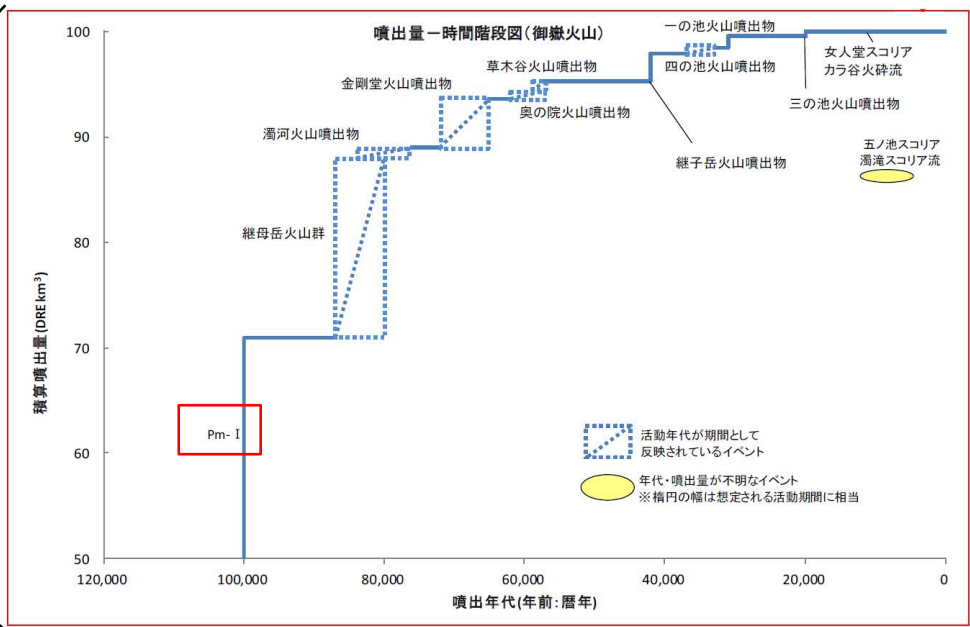 噴出量－時間階段図（御嶽火山）
積算噴出量(DRE km³)
100
90
80
70
60
50
120,000
100,000
80,000
60,000
40,000
20,000
0
噴出年代(年前：暦年)
Pm-Ⅰ
継母岳火山群
濁河火山噴出物
金剛堂火山噴出物
草木谷火山噴出物
奥の院火山噴出物
継子岳火山噴出物
一の池火山噴出物
四の池火山噴出物
三の池火山噴出物
女人堂スコリア
カラ谷火砕流
五ノ池スコリア
濁滝スコリア流
活動年代が期間として
反映されているイベント
年代・噴出量が不明なイベント
※楕円の幅は想定される活動期間に相当